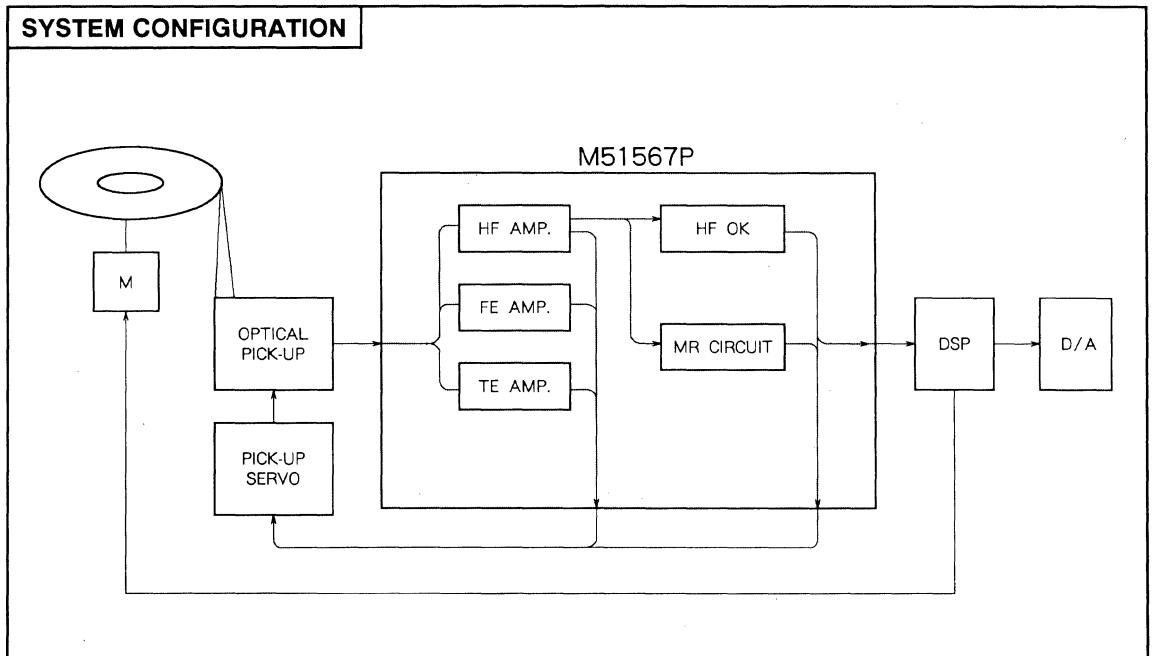 SYSTEM CONFIGURATION
M51567P
HF AMP.
HF OK
M
FE AMP.
OPTICAL
PICK-UP
MR CIRCUIT
DSP
D/A
TE AMP.
PICK-UP
SERVO